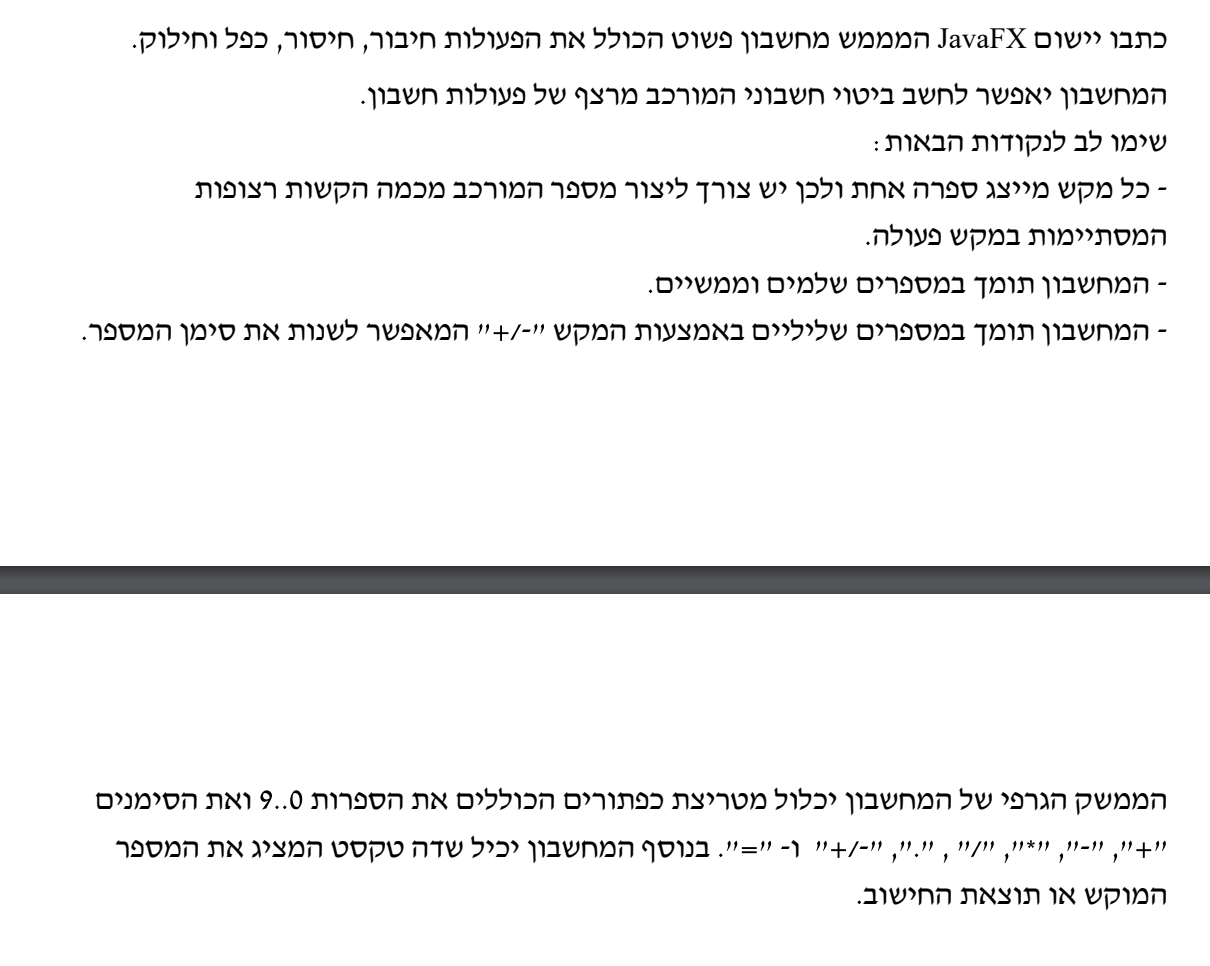 כתבו יישום JavaFX המממש מחשבון פשוט הכולל את הפעולות חיבור, חיסור, כפל וחילוק.
המחשבון יאפשר לחשב ביטוי חשבוני המורכב מרצף של פעולות חשבון.
שימו לב לנקודות הבאות:
- כל מקש מייצג ספרה אחת ולכן יש צורך ליצור מספר המורכב מכמה הקשות רצופות
המסתיימות במקש פעולה.
- המחשבון תומך במספרים שלמים וממשיים.
- המחשבון תומך במספרים שליליים באמצעות המקש "+/-" המאפשר לשנות את סימן המספר.
הממשק הגרפי של המחשבון יכלול מטריצת כפתורים הכוללים את הספרות 0..9 ואת הסימנים
"+", "-", "*", "/" , ".", "+/-" ו- "=". בנוסף המחשבון יכיל שדה טקסט המציג את המספר
המוקש או תוצאת החישוב.